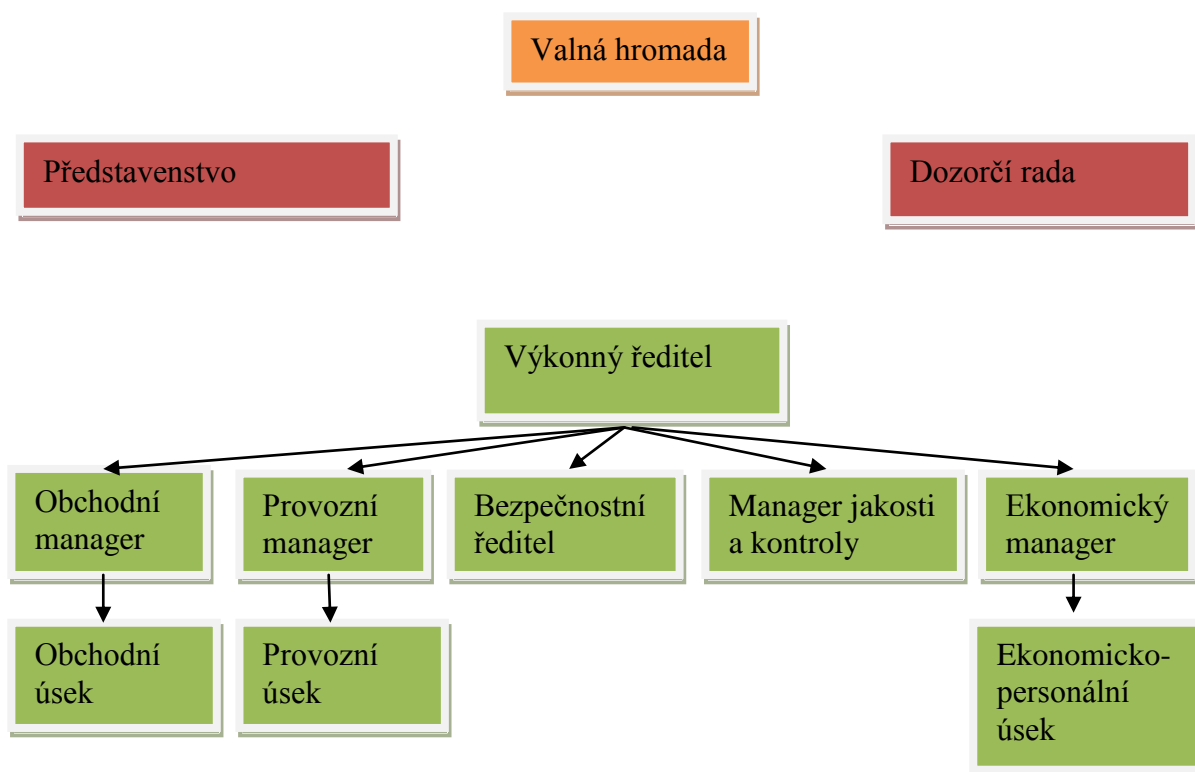 Valná hromada
Představenstvo
Dozorčí rada
Výkonný ředitel
Obchodní
manager
Provozní
manager
Bezpečnostní
ředitel
Manager jakosti
a kontroly
Ekonomický
manager
Obchodní
úsek
Provozní
úsek
Ekonomicko-
personální
úsek